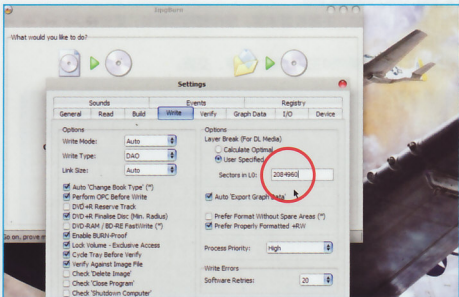 What would you like to do?
Settings
Sounds Events Registry
General Read Build Write Verify Graph Data I/O Device
Options
Write Mode: Auto
Write Type: DAO
Link Size: Auto
Auto 'Change Book Type' (*)
Perform OPC Before Write
DVD+R Reserve Track
DVD+R Finalise Disc (Min. Radius)
DVD-RAM / BD-RE FastWrite (*)
Enable BURN-Proof
Lock Volume - Exclusive Access
Cycle Tray Before Verify
Verify Against Image File
Check 'Delete Image'
Check 'Close Program'
Check 'Shutdown Computer'
Options
Layer Break (For DL Media)
Calculate Optimal
User Specified
Sectors in L0: 2084960
Auto 'Export Graph Data'
Prefer Format Without Spare Areas (*)
Prefer Properly Formatted +RW
Process Priority: High
Write Errors
Software Retries: 20